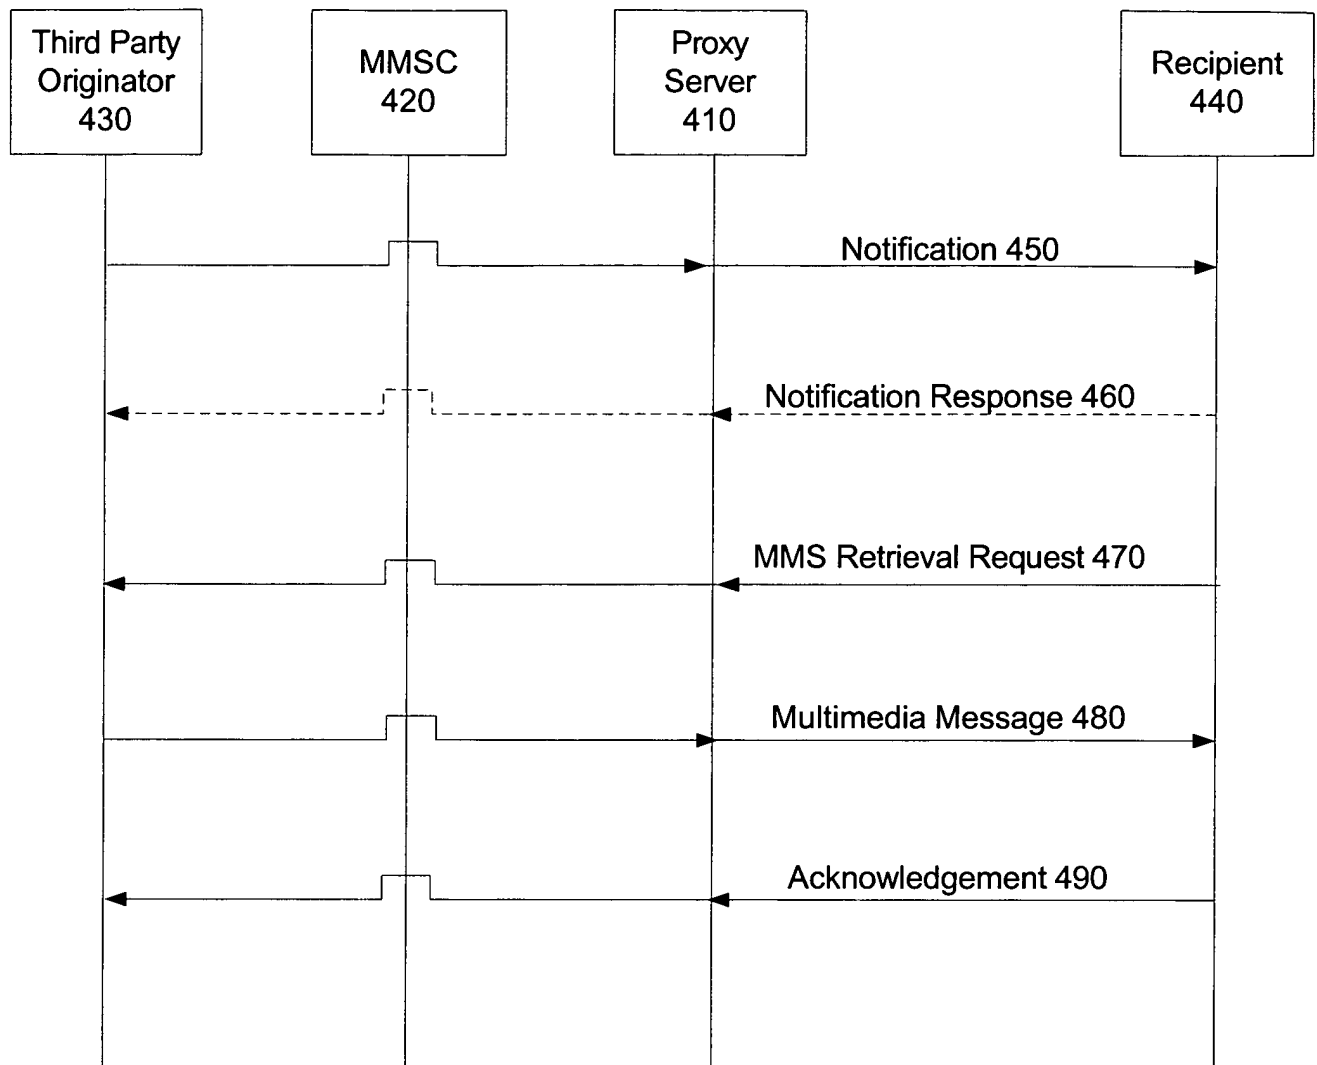 Third Party
Originator
430
MMSC
420
Proxy
Server
410
Recipient
440
Notification 450
Notification Response 460
MMS Retrieval Request 470
Multimedia Message 480
Acknowledgement 490